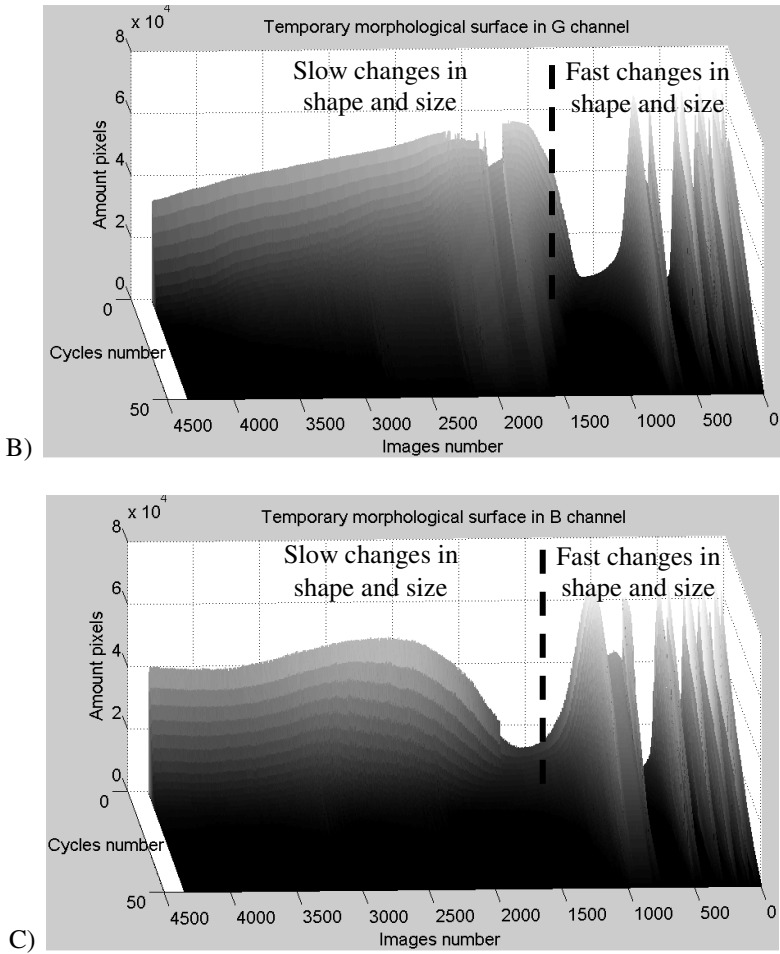 x 10^4
Temporary morphological surface in G channel
8
Slow changes in
shape and size
Fast changes in
shape and size
6
4
2
0
Amount pixels
0
Cycles number
50
4500 4000 3500 3000 2500 2000 1500 1000 500 0
Images number
B)
x 10^4
Temporary morphological surface in B channel
8
Slow changes in
shape and size
Fast changes in
shape and size
6
4
2
0
Amount pixels
0
Cycles number
50
4500 4000 3500 3000 2500 2000 1500 1000 500 0
Images number
C)